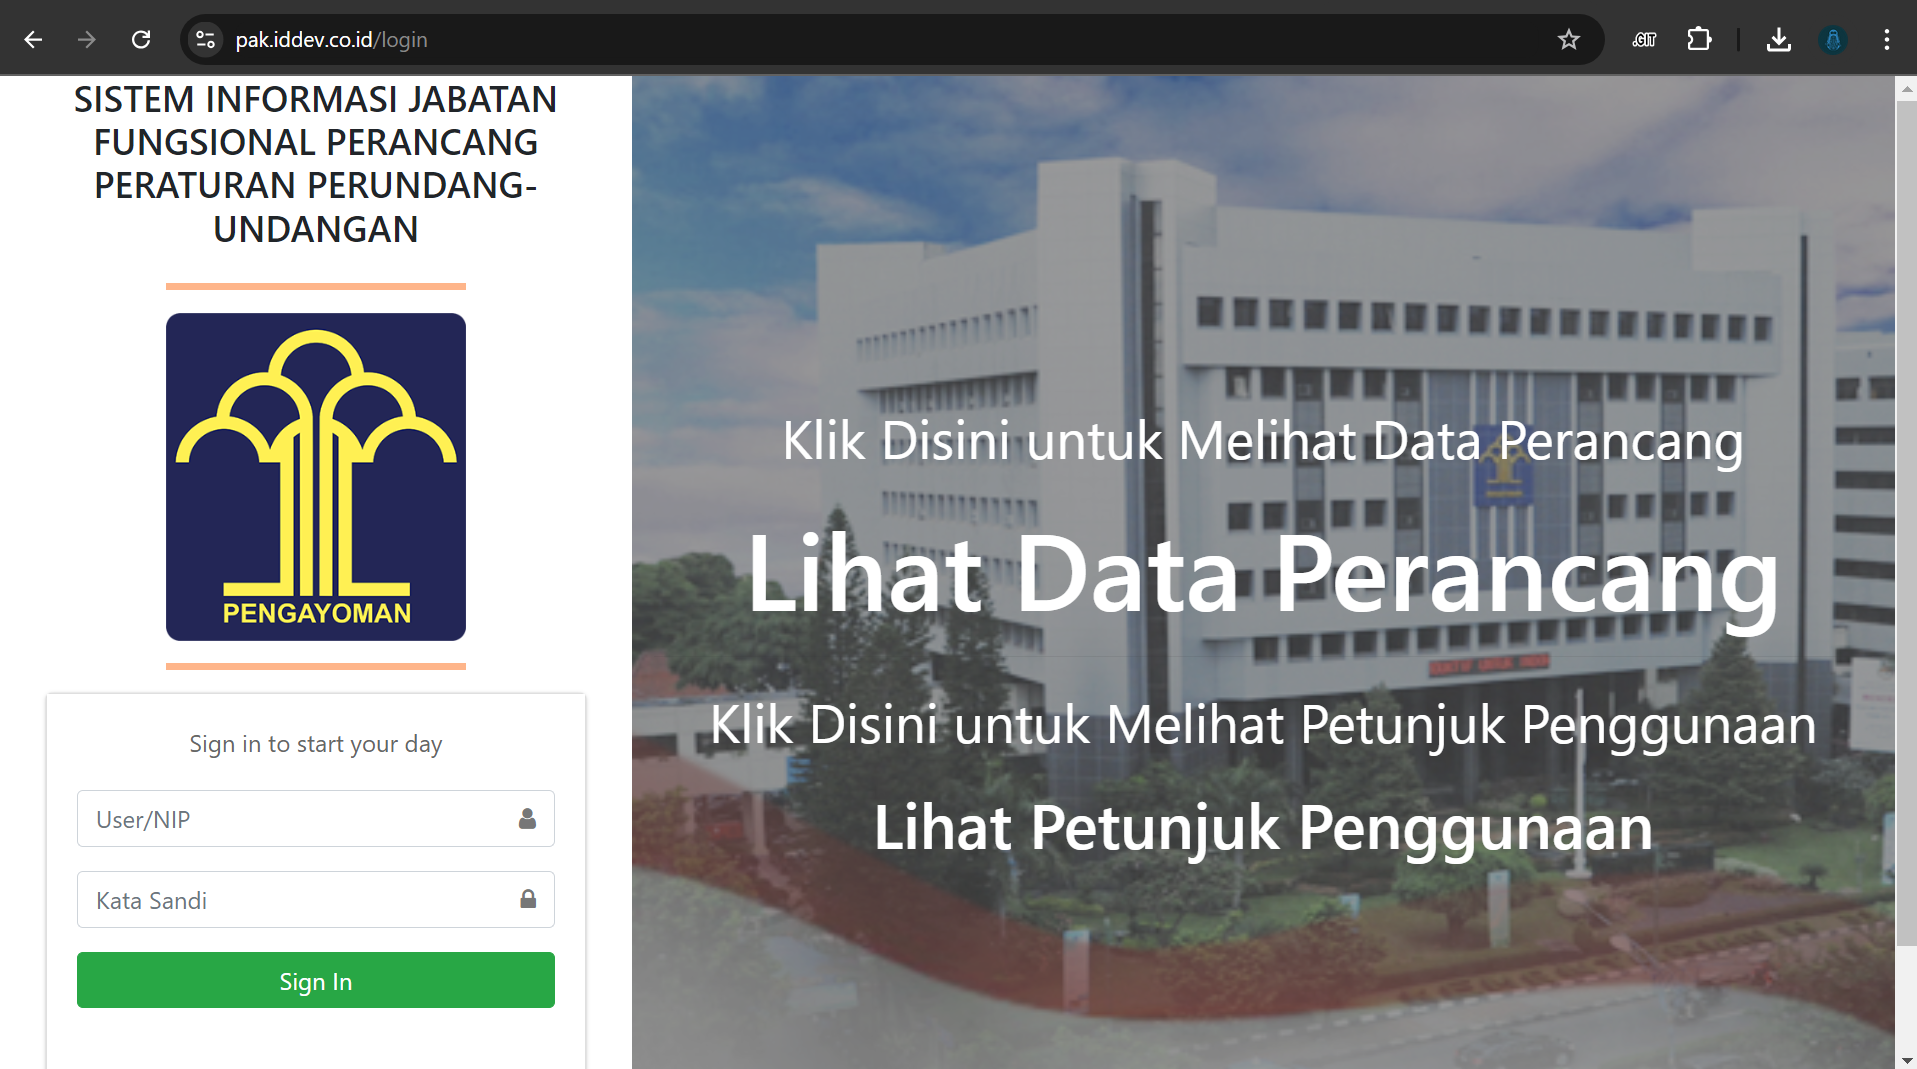 pak.iddev.co.id/login
.GIT
SISTEM INFORMASI JABATAN
FUNGSIONAL PERANCANG
PERATURAN PERUNDANG-
UNDANGAN
PENGAYOMAN
Sign in to start your day
User/NIP
Kata Sandi
Sign In
Klik Disini untuk Melihat Data Perancang
Lihat Data Perancang
Klik Disini untuk Melihat Petunjuk Penggunaan
Lihat Petunjuk Penggunaan